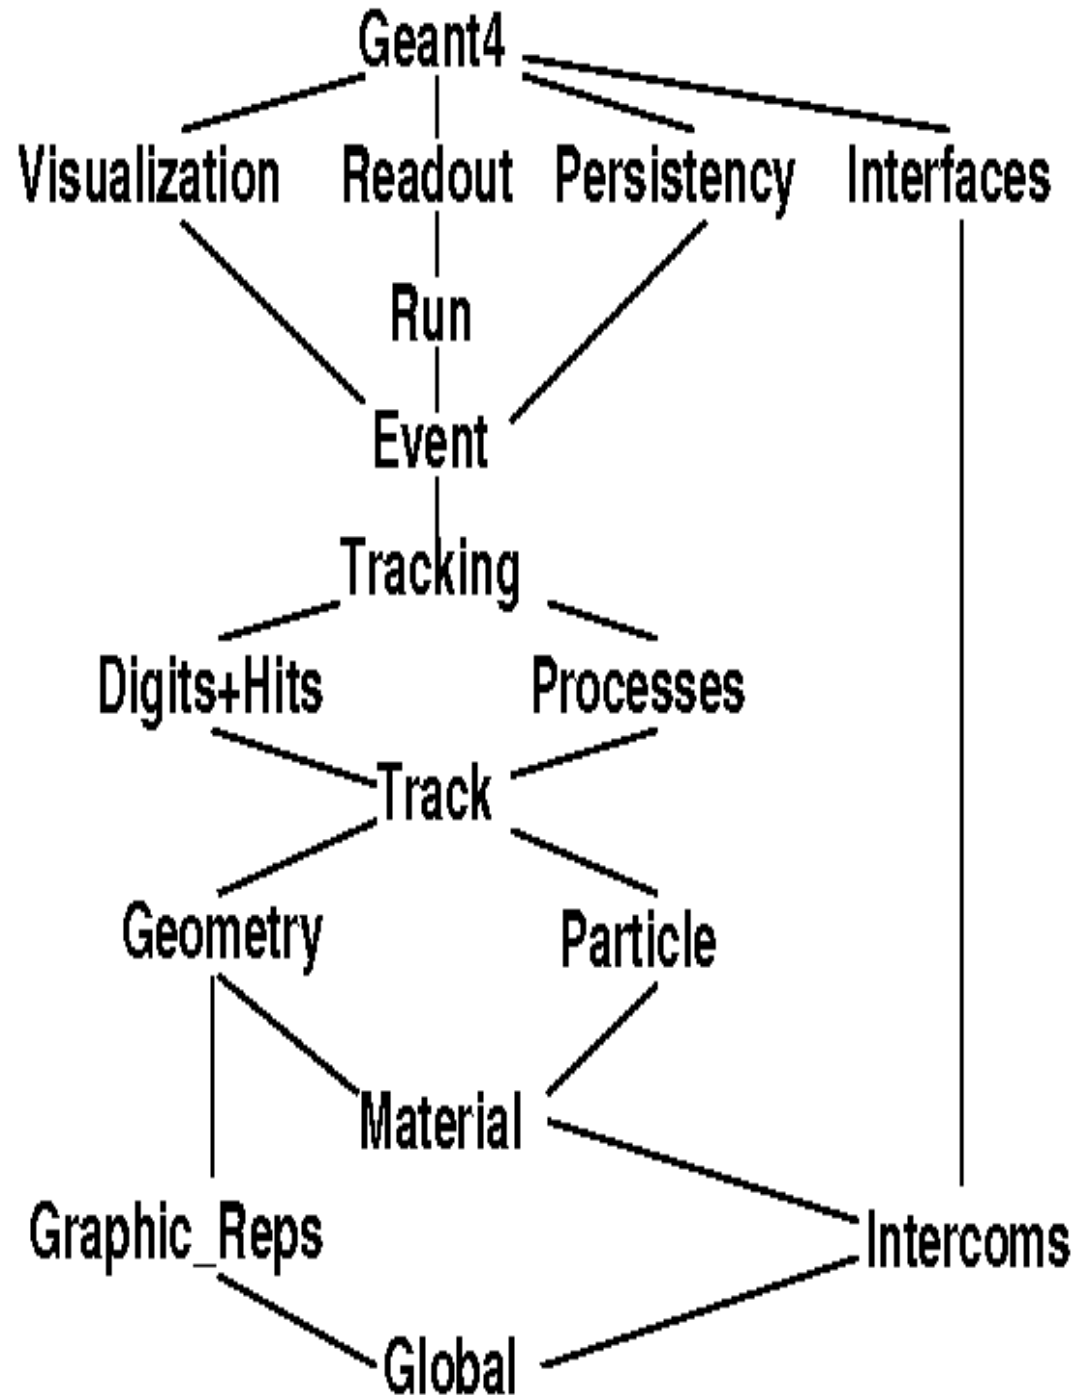 Geant4
Visualization Readout Persistency Interfaces
Run
Event
Tracking
Digits+Hits Processes
Track
Geometry Particle
Material
Graphic_Reps Intercoms
Global